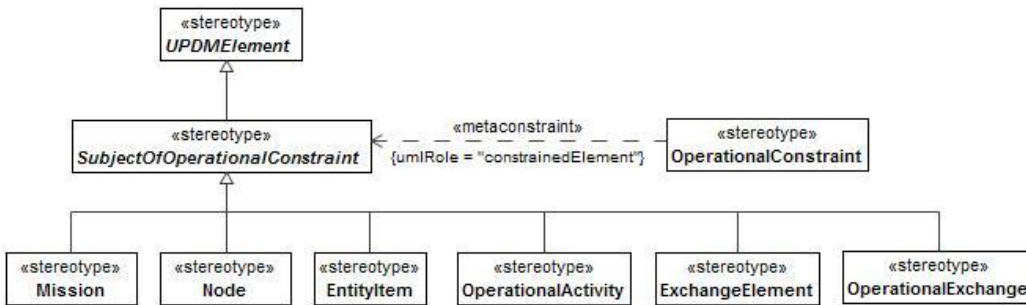 «stereotype»
UPDMElement
«stereotype»
SubjectOfOperationalConstraint
«metaconstraint»
{umlRole = "constrainedElement"}
«stereotype»
OperationalConstraint
«stereotype»
Mission
«stereotype»
Node
«stereotype»
EntityItem
«stereotype»
OperationalActivity
«stereotype»
ExchangeElement
«stereotype»
OperationalExchange